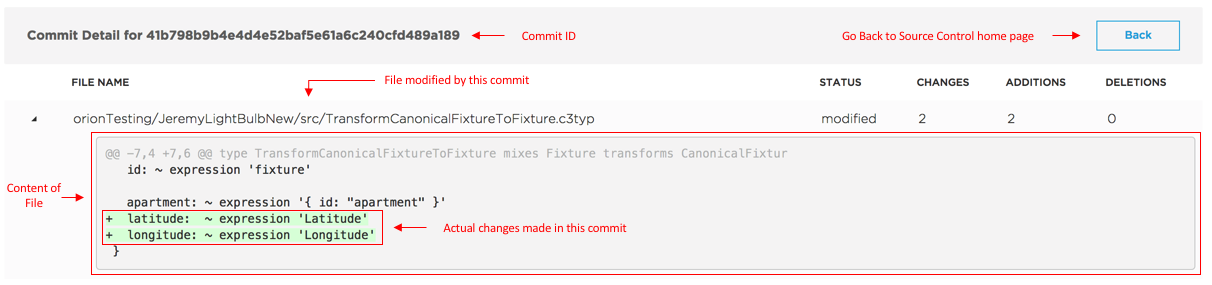 Commit Detail for 41b798b9b4e4d4e52baf5e61a6c240cfd489a189 Commit ID Go Back to Source Control home page Back
File modified by this commit
FILE NAME STATUS CHANGES ADDITIONS DELETIONS
orionTesting/JeremyLightBulbNew/src/TransformCanonicalFixtureToFixture.c3typ modified 2 2 0
@@ -7,4 +7,6 @@ type TransformCanonicalFixtureToFixture mixes Fixture transforms CanonicalFixtur
id: ~ expression 'fixture'
Content of
File
apartment: ~ expression '{ id: "apartment" }'
+ latitude: ~ expression 'Latitude'
+ longitude: ~ expression 'Longitude'
Actual changes made in this commit
}